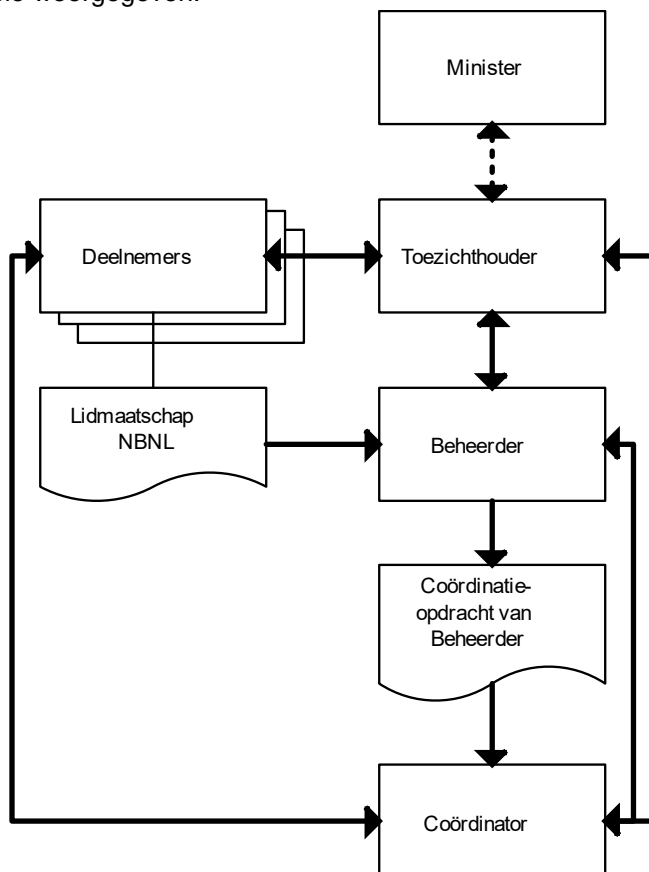 Minister
Deelnemers
Toezichthouder
Lidmaatschap
NBNL
Beheerder
Coördinatie-
opdracht van
Beheerder
Coördinator